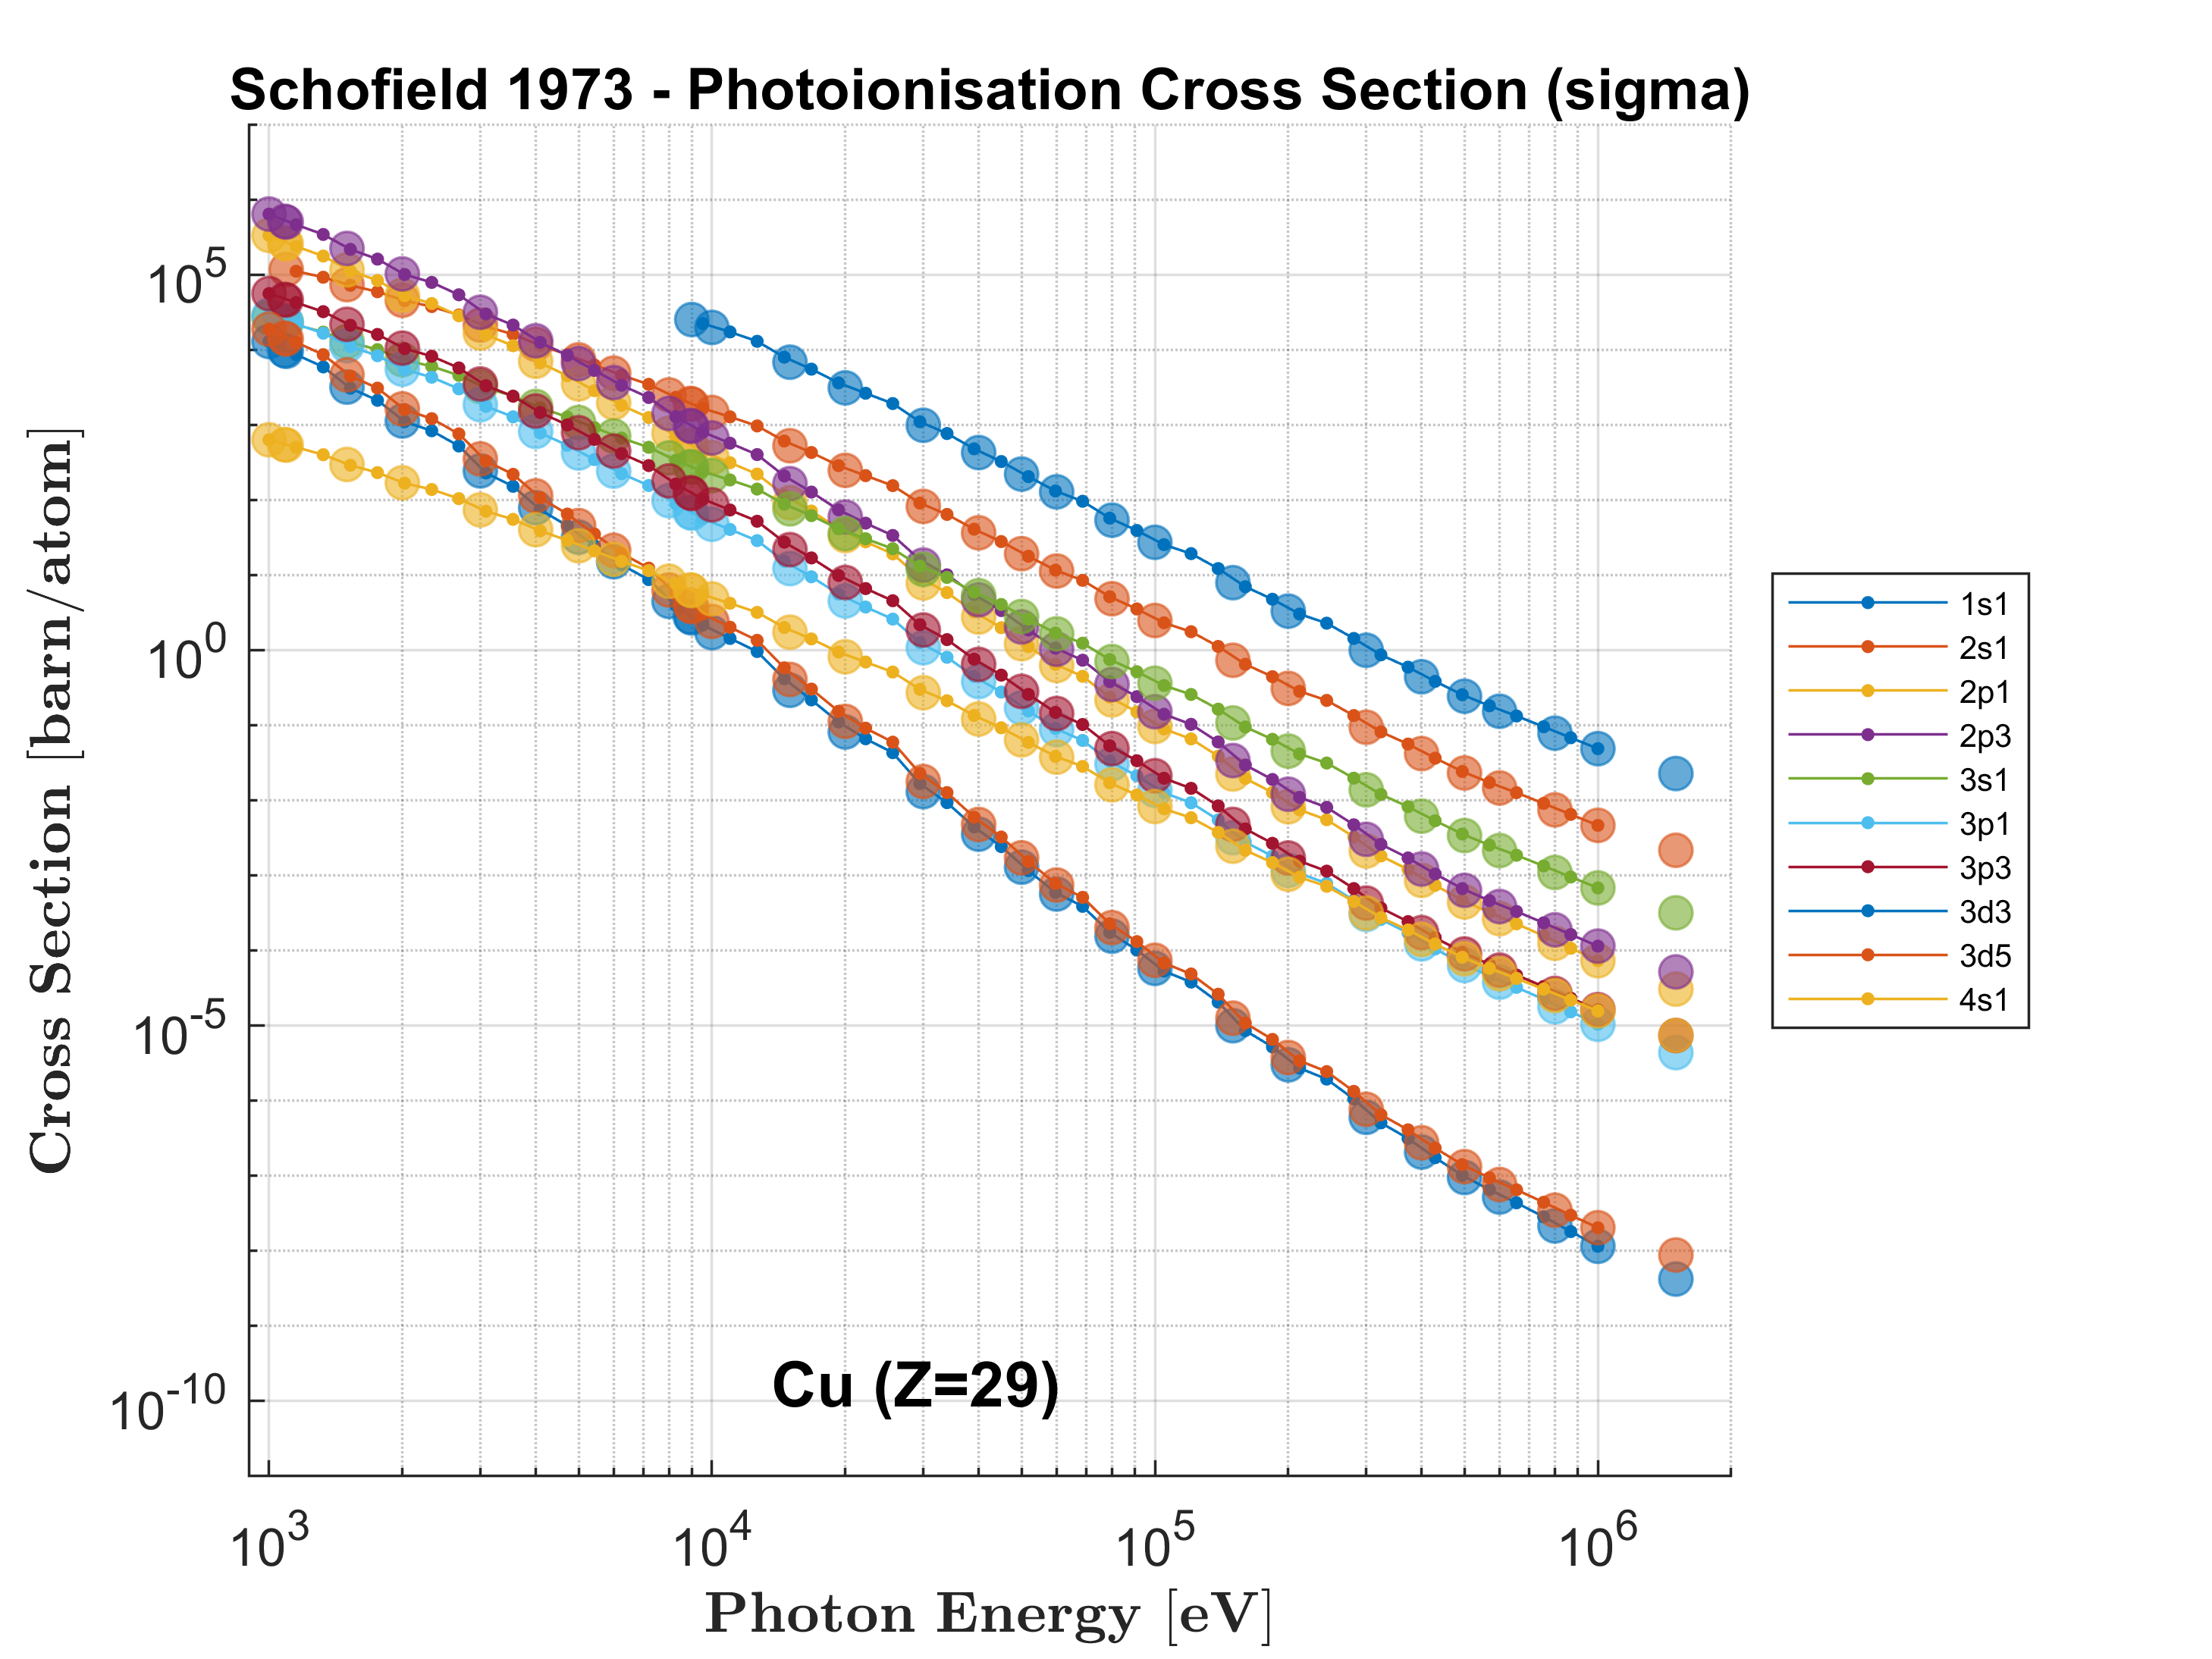 Schofield 1973 - Photoionisation Cross Section (sigma)
Cross Section [barn/atom]
10^5
10^0
10^-5
10^-10
Cu (Z=29)
10^3 10^4 10^5 10^6
Photon Energy [eV]
1s1
2s1
2p1
2p3
3s1
3p1
3p3
3d3
3d5
4s1